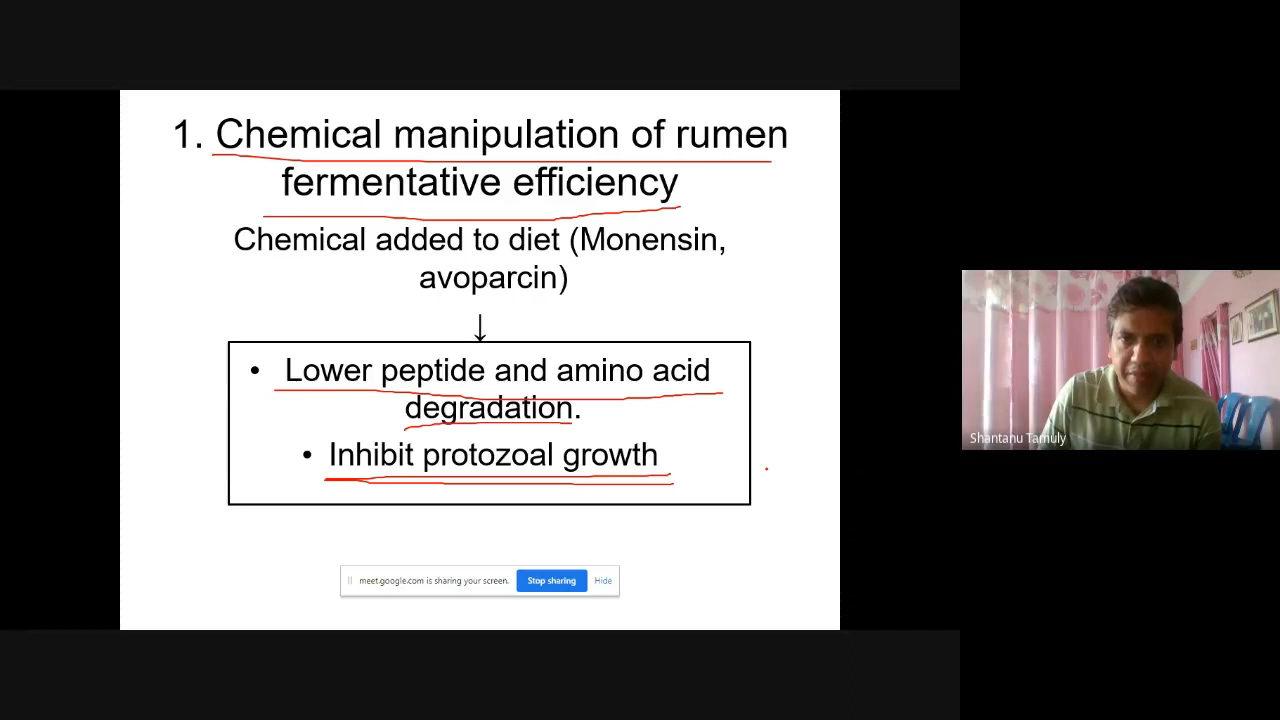 1. Chemical manipulation of rumen
fermentative efficiency
Chemical added to diet (Monensin,
avoparcin)
↓
• Lower peptide and amino acid
degradation.
• Inhibit protozoal growth
meet.google.com is sharing your screen. Stop sharing Hide
Shantanu Tamuly